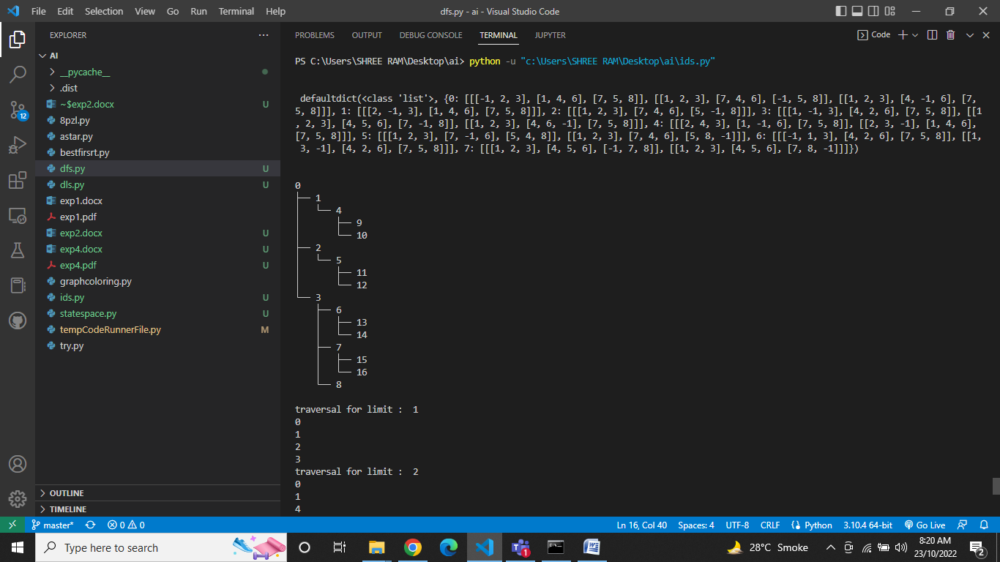 File Edit Selection View Go Run Terminal Help dfs.py - ai - Visual Studio Code
EXPLORER ···
AI
__pycache__
.dist
~$exp2.docx U
8pzl.py
astar.py
bestfirsrt.py
dfs.py U
dls.py U
exp1.docx
exp1.pdf
exp2.docx U
exp4.docx U
exp4.pdf U
graphcoloring.py
ids.py U
statespace.py U
tempCodeRunnerFile.py M
try.py
OUTLINE
TIMELINE
12
PROBLEMS OUTPUT DEBUG CONSOLE TERMINAL JUPYTER Code
PS C:\Users\SHREE RAM\Desktop\ai> python -u "c:\Users\SHREE RAM\Desktop\ai\ids.py"
defaultdict(<class 'list'>, {0: [[[-1, 2, 3], [1, 4, 6], [7, 5, 8]], [[1, 2, 3], [7, 4, 6], [-1, 5, 8]], [[1, 2, 3], [4, -1, 6], [7,
5, 8]]], 1: [[[2, -1, 3], [1, 4, 6], [7, 5, 8]]], 2: [[[1, 2, 3], [7, 4, 6], [5, -1, 8]]], 3: [[[1, -1, 3], [4, 2, 6], [7, 5, 8]], [[1
, 2, 3], [4, 5, 6], [7, -1, 8]], [[1, 2, 3], [4, 6, -1], [7, 5, 8]]], 4: [[[2, 4, 3], [1, -1, 6], [7, 5, 8]], [[2, 3, -1], [1, 4, 6],
[7, 5, 8]]], 5: [[[1, 2, 3], [7, -1, 6], [5, 4, 8]], [[1, 2, 3], [7, 4, 6], [5, 8, -1]]], 6: [[[-1, 1, 3], [4, 2, 6], [7, 5, 8]], [[1,
3, -1], [4, 2, 6], [7, 5, 8]]], 7: [[[1, 2, 3], [4, 5, 6], [-1, 7, 8]], [[1, 2, 3], [4, 5, 6], [7, 8, -1]]]})
0
├── 1
│   └── 4
│       ├── 9
│       └── 10
├── 2
│   └── 5
│       ├── 11
│       └── 12
└── 3
    ├── 6
    │   ├── 13
    │   └── 14
    ├── 7
    │   ├── 15
    │   └── 16
    └── 8
traversal for limit :  1
0
1
2
3
traversal for limit :  2
0
1
4
master* 0 0 Ln 16, Col 40 Spaces: 4 UTF-8 CRLF Python 3.10.4 64-bit Go Live
Type here to search 1 28°C Smoke 8:20 AM
23/10/2022 2